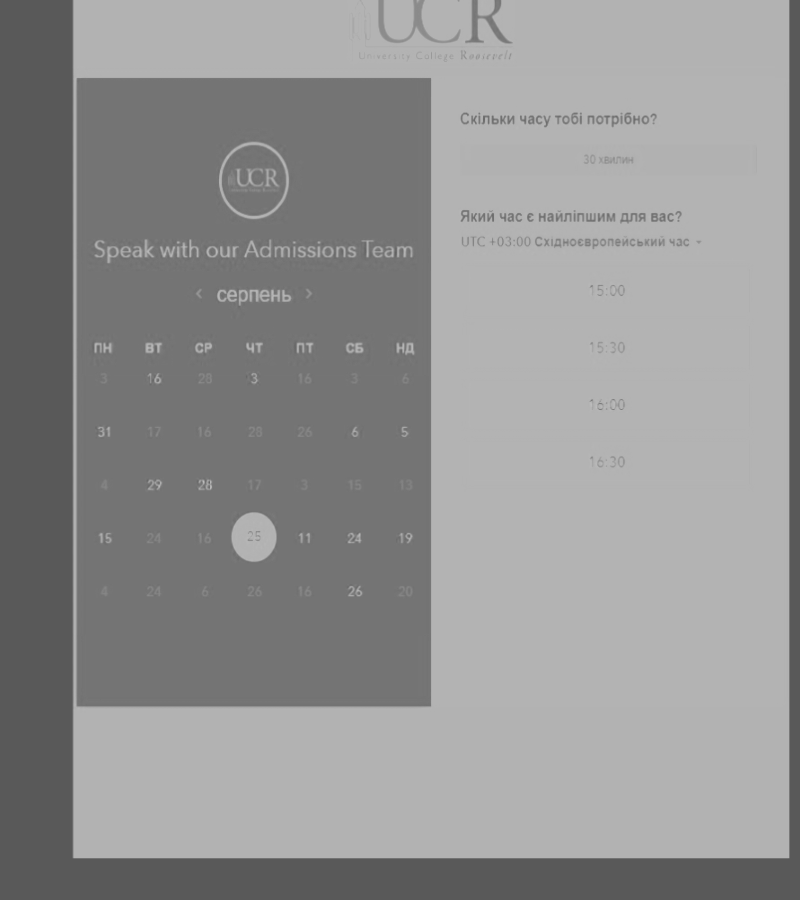 UCR
University College Roosevelt
UCR
Speak with our Admissions Team
‹ серпень ›
ПН ВТ СР ЧТ ПТ СБ НД
3 16 28 3 16 3 6
31 17 16 28 26 6 5
4 29 28 17 3 15 13
15 24 16 25 11 24 19
4 24 6 26 16 26 20
Скільки часу тобі потрібно?
30 хвилин
Який час є найліпшим для вас?
UTC +03:00 Східноєвропейський час
15:00
15:30
16:00
16:30